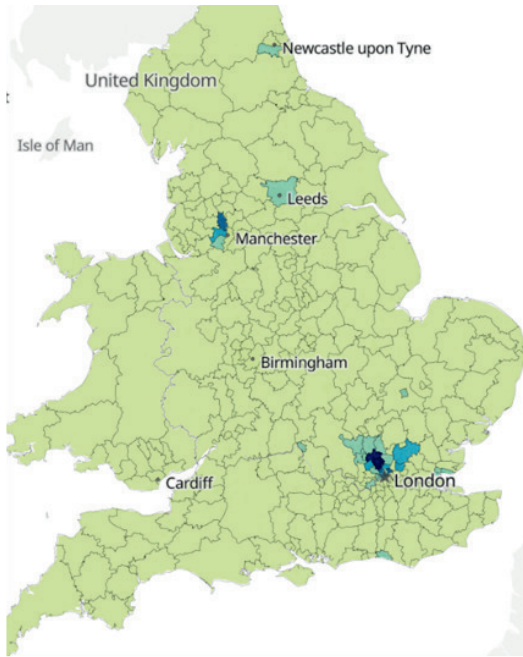 Newcastle upon Tyne
United Kingdom
t
Isle of Man
Leeds
Manchester
Birmingham
London
Cardiff